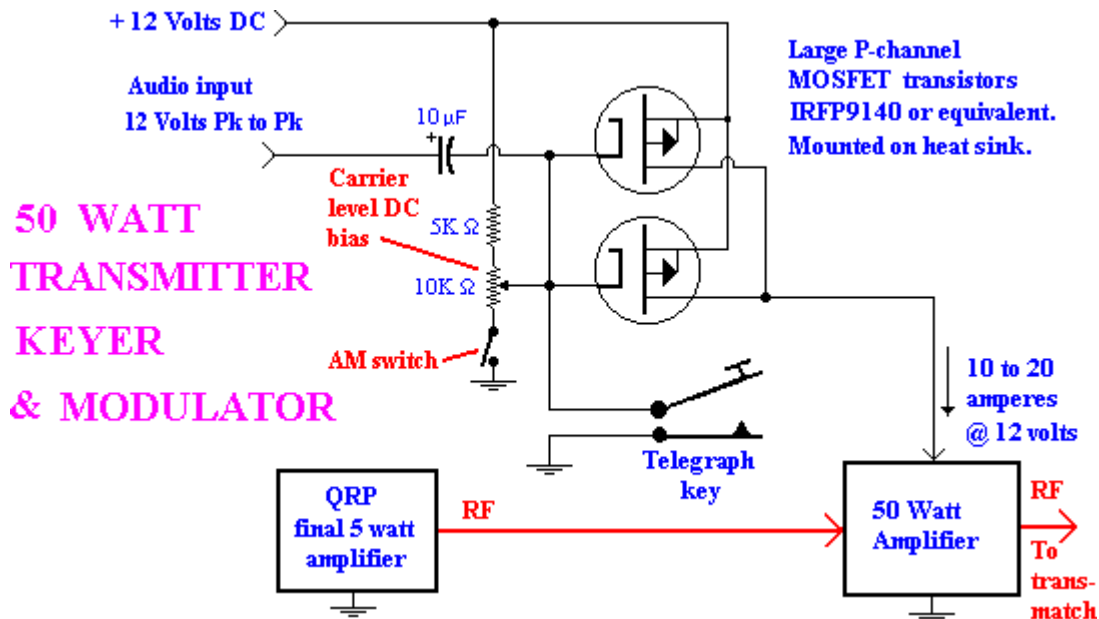 + 12 Volts DC
Audio input
12 Volts Pk to Pk
10 µF
+
Large P-channel
MOSFET transistors
IRFP9140 or equivalent.
Mounted on heat sink.
Carrier
level DC
bias
5K Ω
10K Ω
AM switch
50 WATT
TRANSMITTER
KEYER
& MODULATOR
Telegraph
key
10 to 20
amperes
@ 12 volts
QRP
final 5 watt
amplifier
RF
50 Watt
Amplifier
RF
To
trans-
match